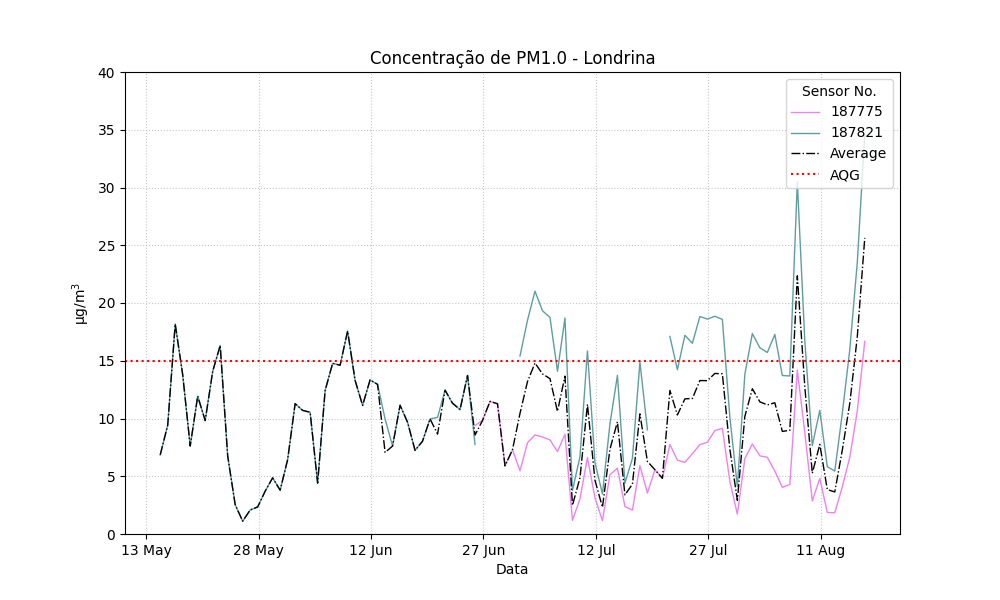 Concentração de PM1.0 - Londrina
40
35
30
25
20
15
10
5
0
µg/m³
13 May
28 May
12 Jun
27 Jun
12 Jul
27 Jul
11 Aug
Data
Sensor No.
187775
187821
Average
AQG